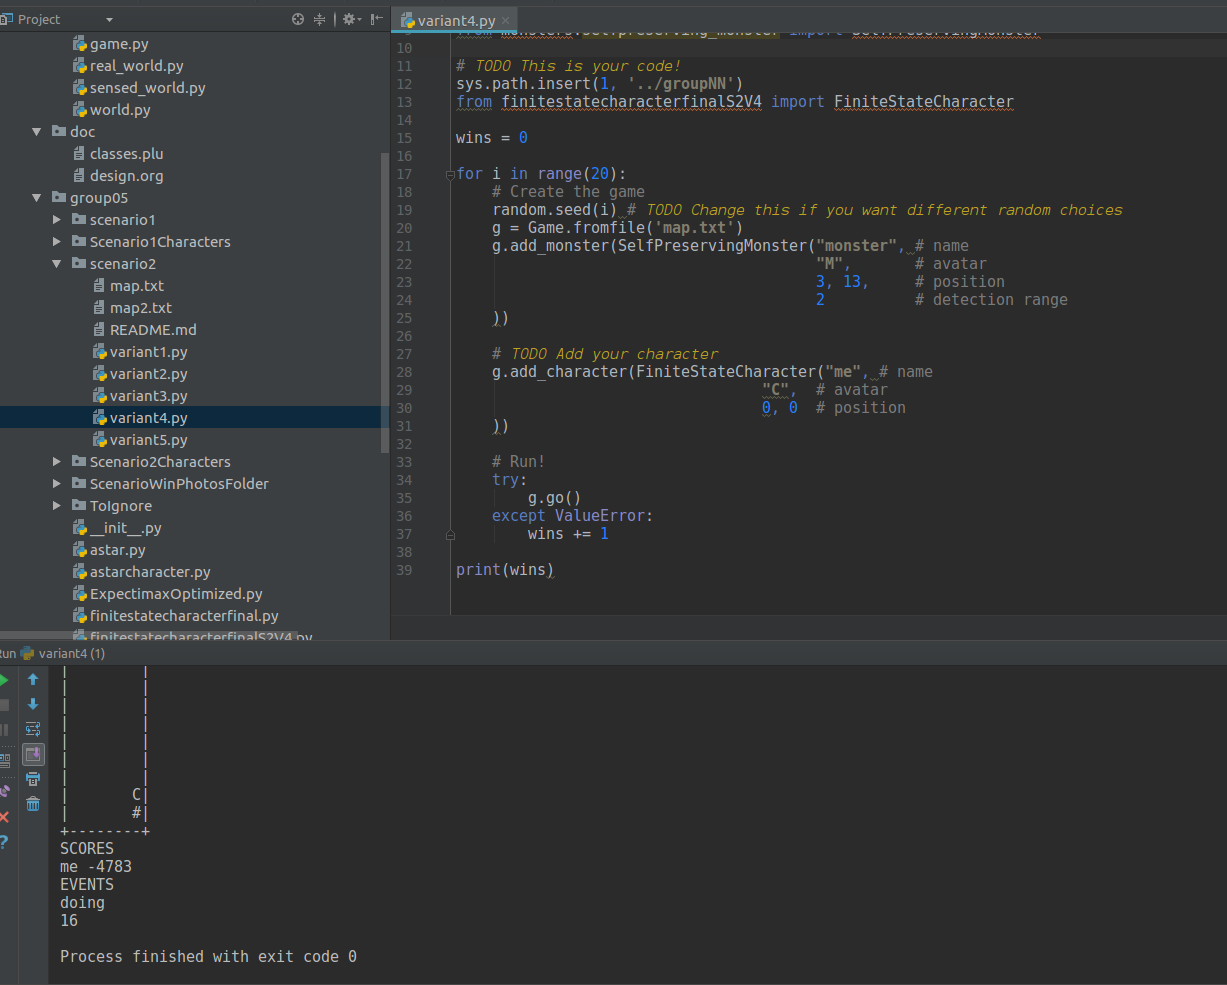 Project
variant4.py
game.py
real_world.py
sensed_world.py
world.py
doc
classes.plu
design.org
group05
scenario1
Scenario1Characters
scenario2
map.txt
map2.txt
README.md
variant1.py
variant2.py
variant3.py
variant4.py
variant5.py
Scenario2Characters
ScenarioWinPhotosFolder
ToIgnore
__init__.py
astar.py
astarcharacter.py
ExpectimaxOptimized.py
finitestatecharacterfinal.py
finitestatecharacterfinalS2V4.py
9 from monsters.selfpreserving_monster import SelfPreservingMonster
10
11 # TODO This is your code!
12 sys.path.insert(1, '../groupNN')
13 from finitestatecharacterfinalS2V4 import FiniteStateCharacter
14
15 wins = 0
16
17 for i in range(20):
18 # Create the game
19 random.seed(i) # TODO Change this if you want different random choices
20 g = Game.fromfile('map.txt')
21 g.add_monster(SelfPreservingMonster("monster", # name
22 "M", # avatar
23 3, 13, # position
24 2 # detection range
25 ))
26
27 # TODO Add your character
28 g.add_character(FiniteStateCharacter("me", # name
29 "C", # avatar
30 0, 0 # position
31 ))
32
33 # Run!
34 try:
35 g.go()
36 except ValueError:
37 wins += 1
38
39 print(wins)
Run variant4 (1)
| |
| |
| |
| |
| |
| |
| |
| C|
| #|
+--------+
SCORES
me -4783
EVENTS
doing
16
Process finished with exit code 0